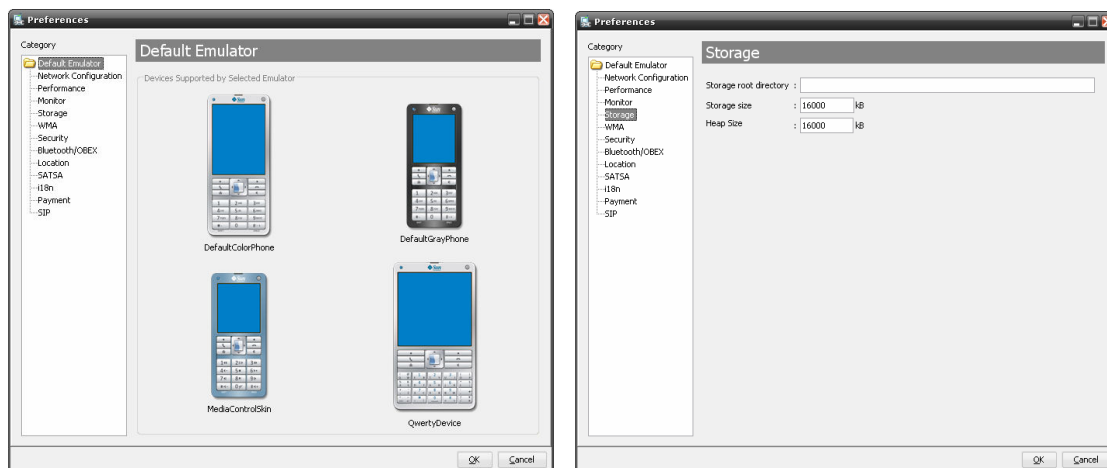 Preferences
Category
Default Emulator
Network Configuration
Performance
Monitor
Storage
WMA
Security
Bluetooth/OBEX
Location
SATSA
i18n
Payment
SIP
Default Emulator
Devices Supported by Selected Emulator
DefaultColorPhone
DefaultGrayPhone
MediaControlSkin
QwertyDevice
OK
Cancel
Preferences
Category
Default Emulator
Network Configuration
Performance
Monitor
Storage
WMA
Security
Bluetooth/OBEX
Location
SATSA
i18n
Payment
SIP
Storage
Storage root directory :
Storage size : 16000 kB
Heap Size : 16000 kB
OK
Cancel